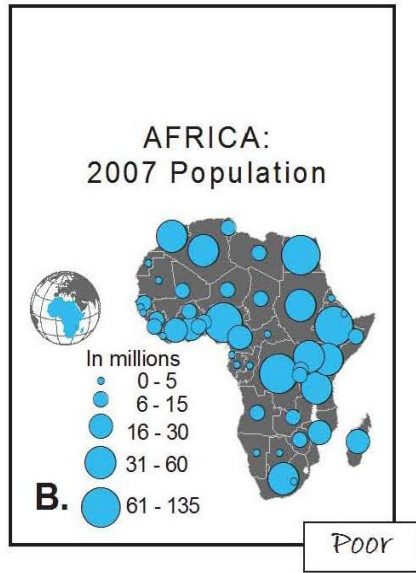 AFRICA:
2007 Population
In millions
0 - 5
6 - 15
16 - 30
31 - 60
61 - 135
B.
Poor